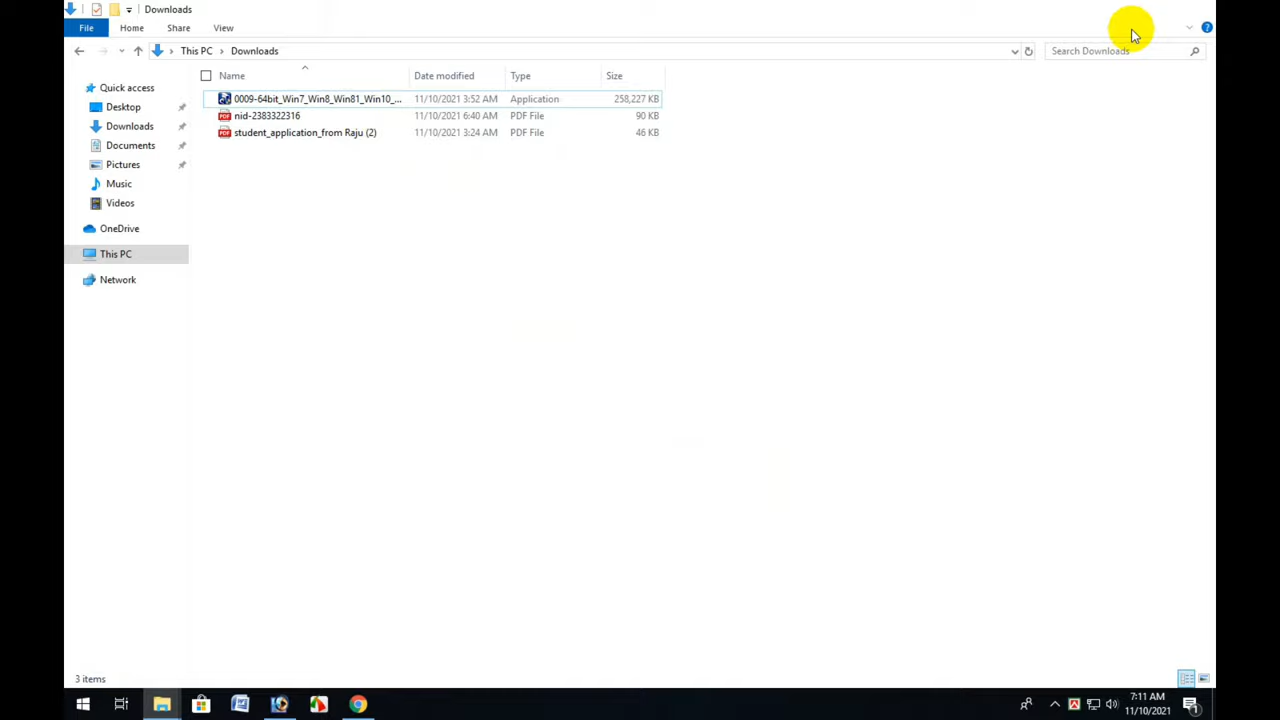 Downloads
File Home Share View
This PC Downloads
Search Downloads
Name Date modified Type Size
Quick access
Desktop
Downloads
Documents
Pictures
Music
Videos
OneDrive
This PC
Network
0009-64bit_Win7_Win8_Win81_Win10_... 11/10/2021 3:52 AM Application 258,227 KB
nid-2383322316 11/10/2021 6:40 AM PDF File 90 KB
student_application_from Raju (2) 11/10/2021 3:24 AM PDF File 46 KB
3 items
7:11 AM
11/10/2021
1